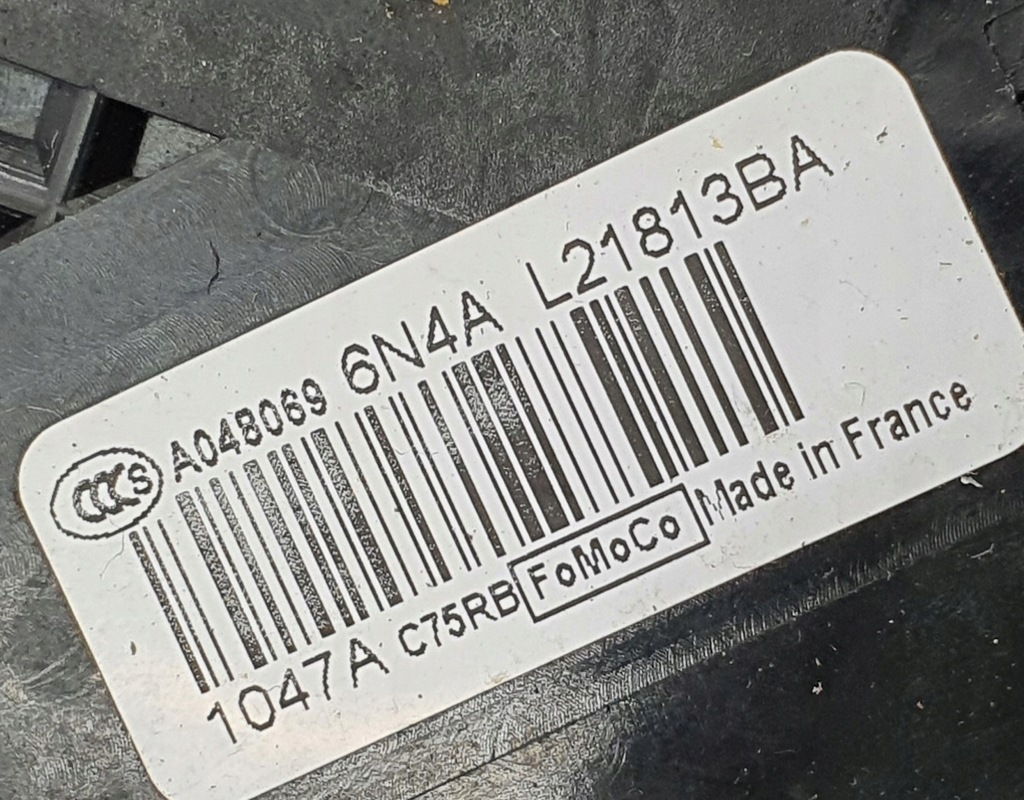 CCCS A048069 6N4A L21813BA
1047A C75RB FoMoCo Made in France